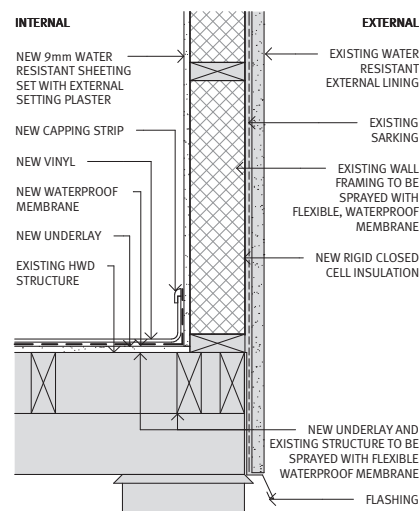 INTERNAL
NEW 9mm WATER
RESISTANT SHEETING
SET WITH EXTERNAL
SETTING PLASTER
NEW CAPPING STRIP
NEW VINYL
NEW WATERPROOF
MEMBRANE
NEW UNDERLAY
EXISTING HWD
STRUCTURE
EXTERNAL
EXISTING WATER
RESISTANT
EXTERNAL LINING
EXISTING
SARKING
EXISTING WALL
FRAMING TO BE
SPRAYED WITH
FLEXIBLE, WATERPROOF
MEMBRANE
NEW RIGID CLOSED
CELL INSULATION
NEW UNDERLAY AND
EXISTING STRUCTURE TO BE
SPRAYED WITH FLEXIBLE
WATERPROOF MEMBRANE
FLASHING